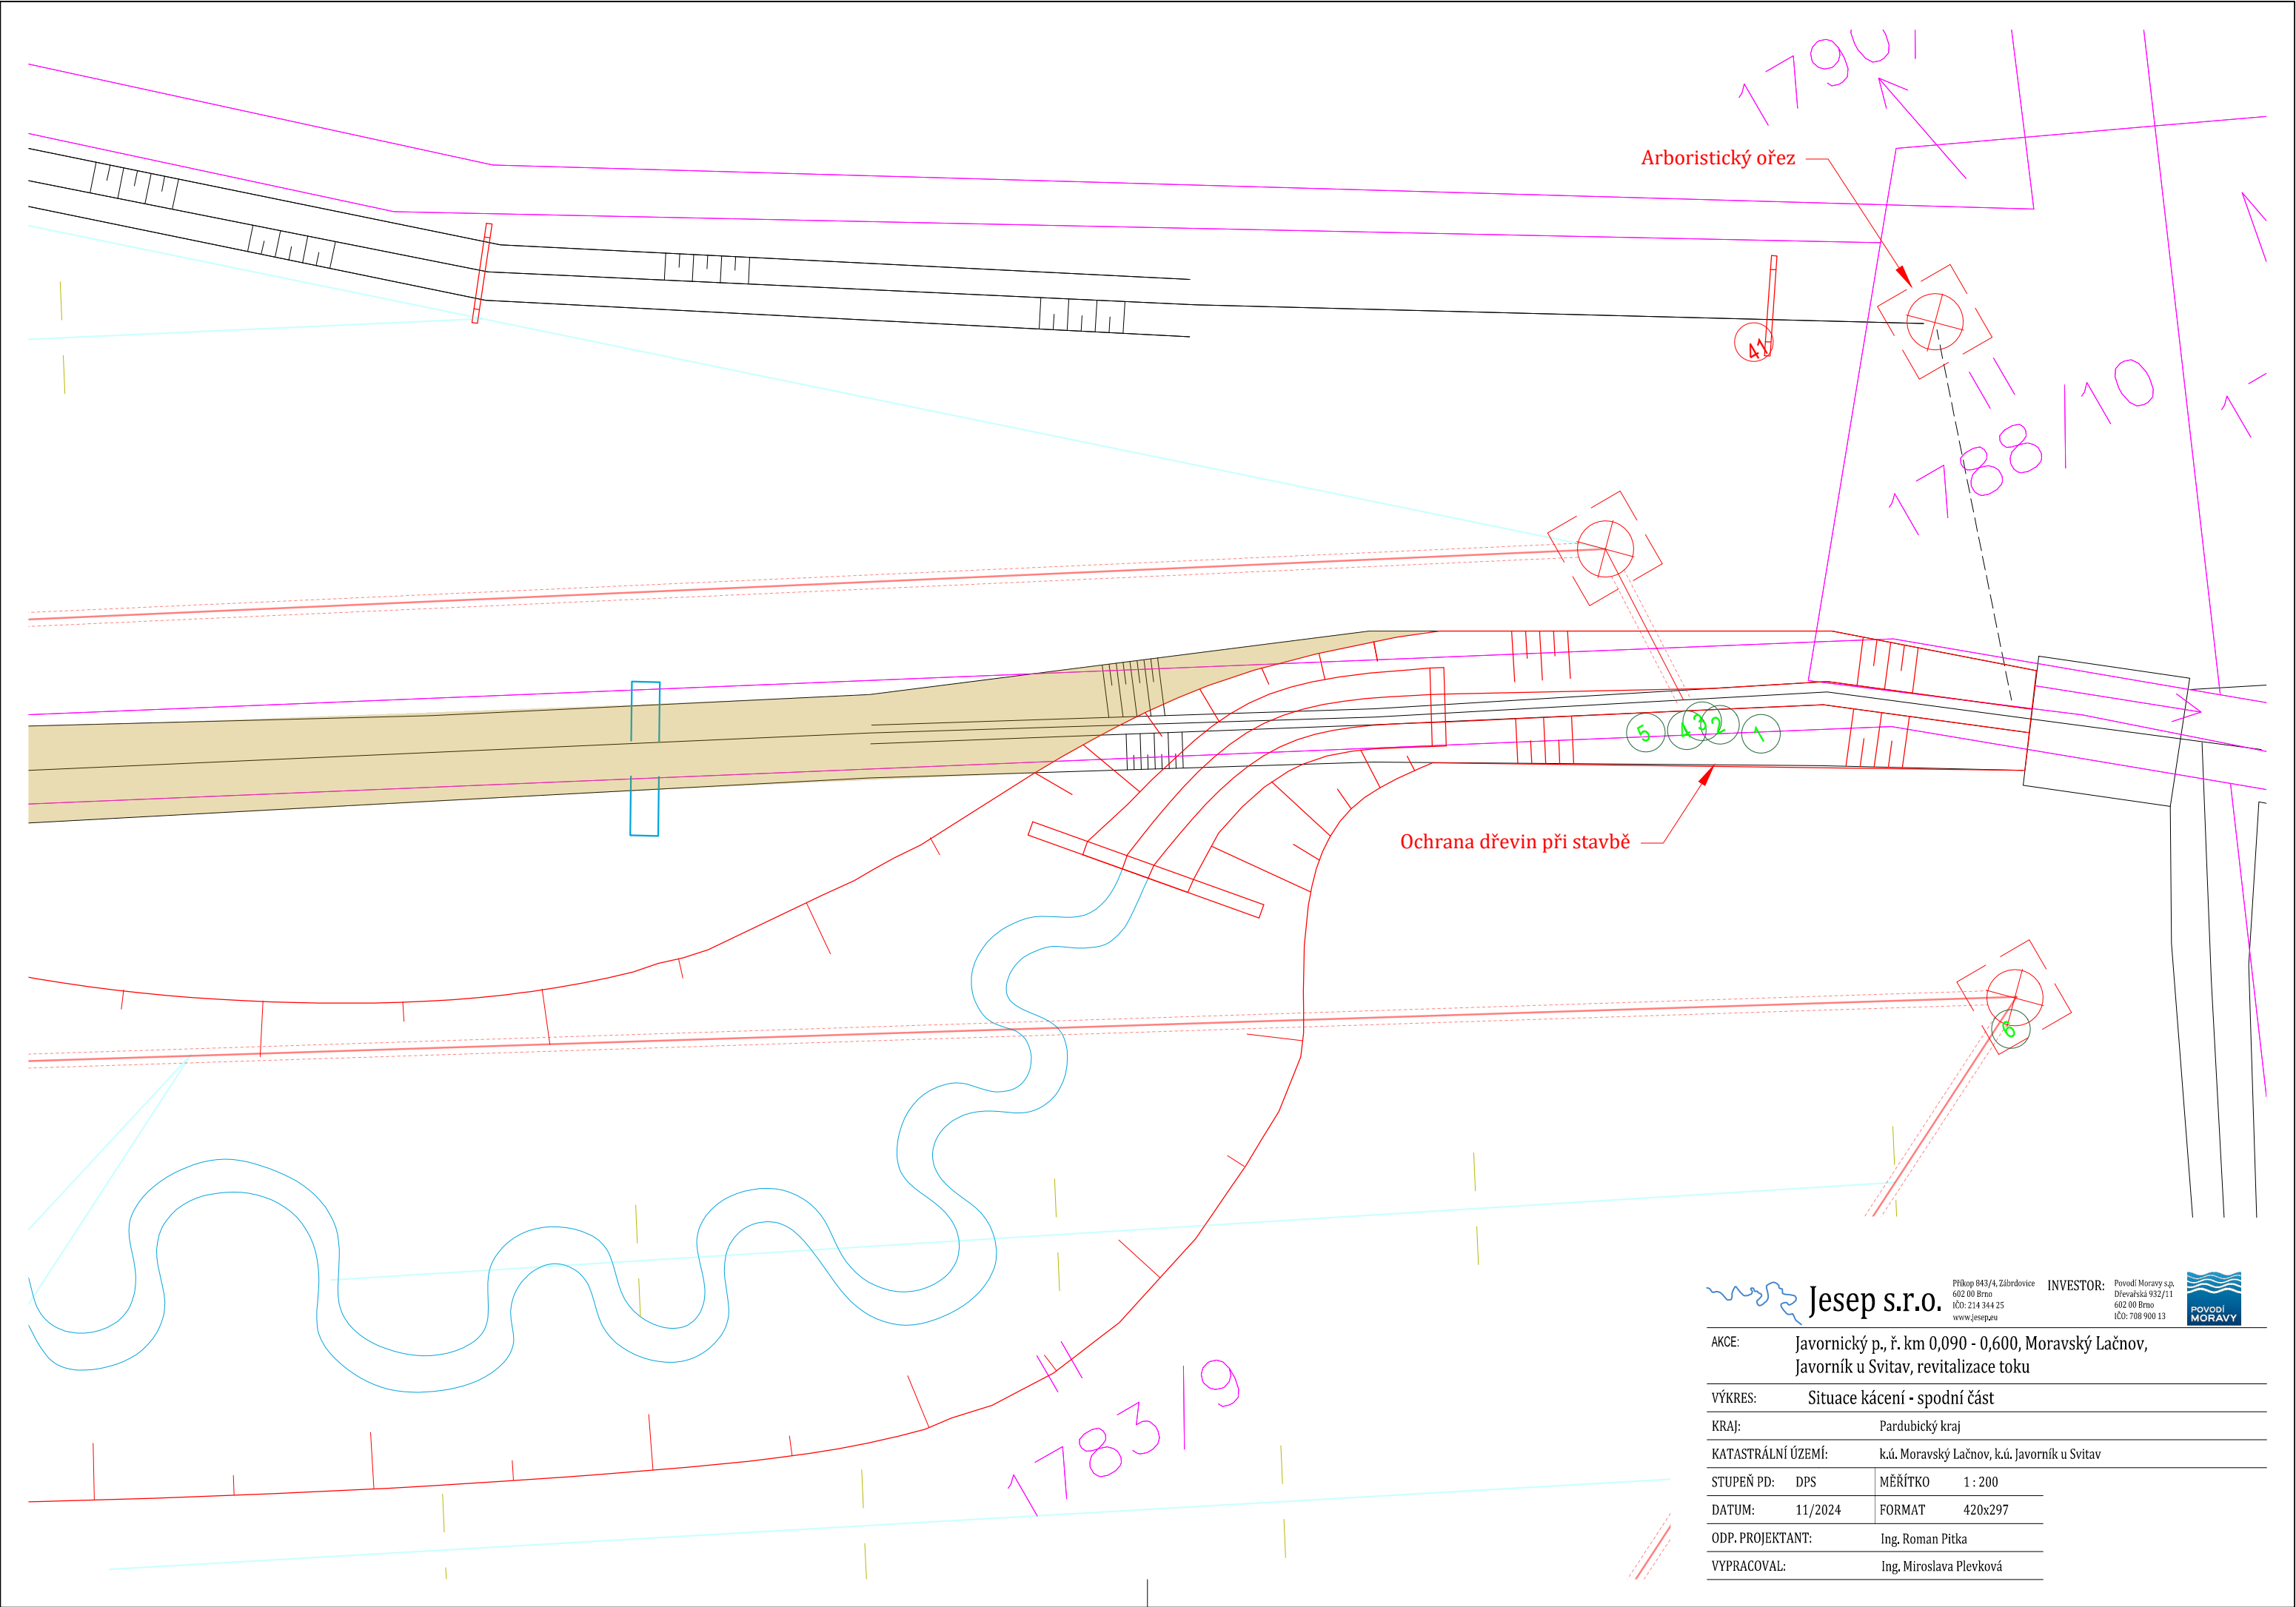 Arboristický ořez
41
1788/10
5
4
3
2
1
Ochrana dřevin při stavbě
6
1783/9
Jesep s.r.o.
Příkop 843/4, Zábrdovice
602 00 Brno
IČO: 214 344 25
www.jesep.eu
INVESTOR:
Povodí Moravy s.p.
Dřevařská 932/11
602 00 Brno
IČO: 708 900 13
POVODÍ
MORAVY
AKCE: Javornický p., ř. km 0,090 - 0,600, Moravský Lačnov,
Javorník u Svitav, revitalizace toku
VÝKRES: Situace kácení - spodní část
KRAJ: Pardubický kraj
KATASTRÁLNÍ ÚZEMÍ: k.ú. Moravský Lačnov, k.ú. Javorník u Svitav
STUPEŇ PD: DPS MĚŘÍTKO 1 : 200
DATUM: 11/2024 FORMAT 420x297
ODP. PROJEKTANT: Ing. Roman Pitka
VYPRACOVAL: Ing. Miroslava Plevková